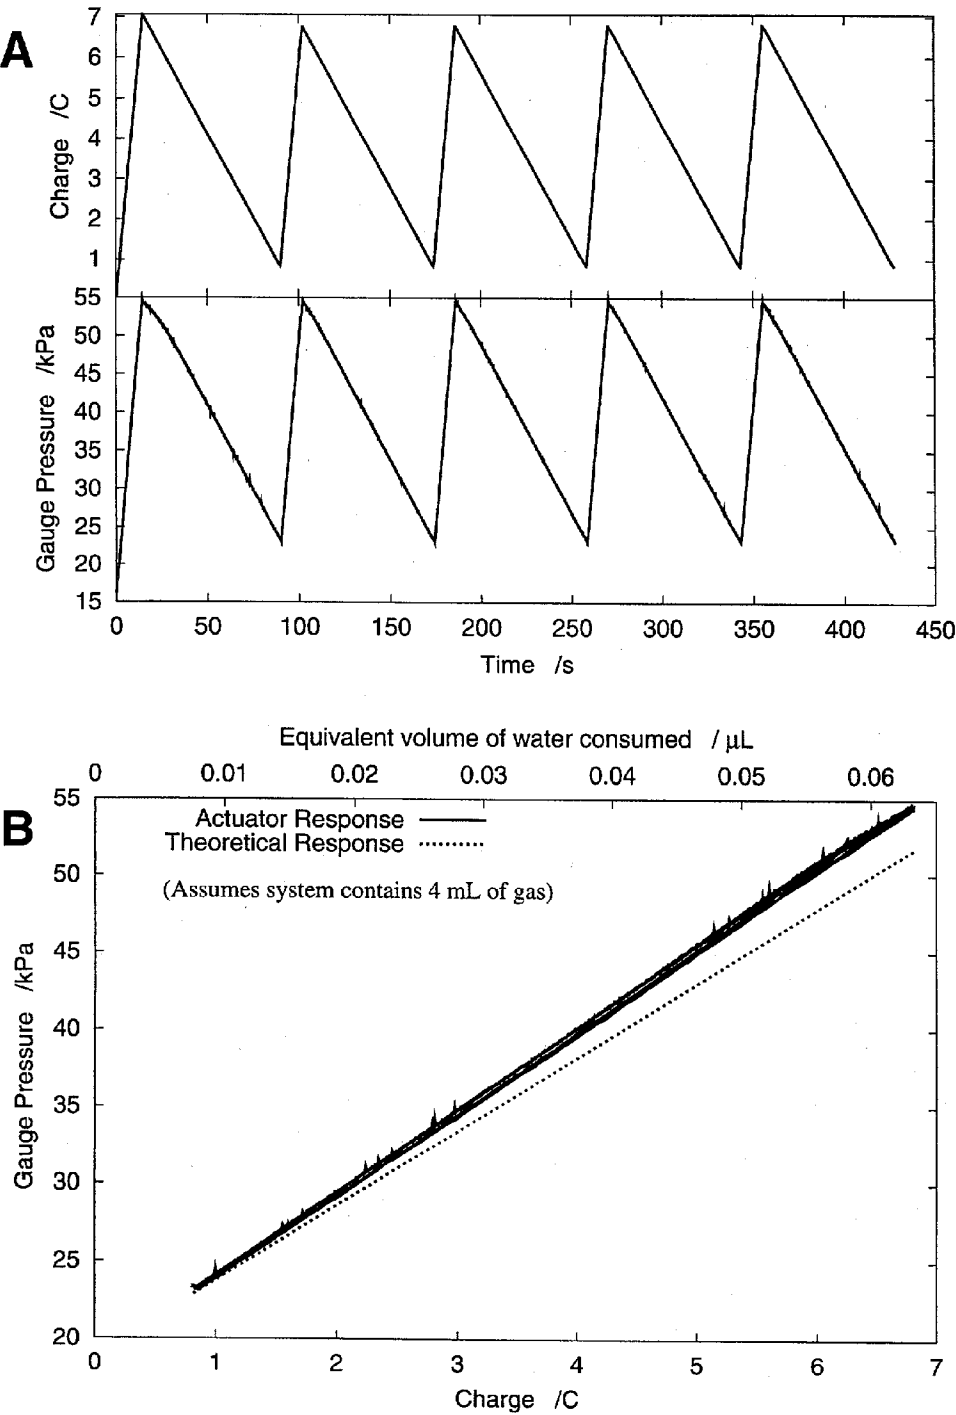 A
Charge /C
7
6
5
4
3
2
1
Gauge Pressure /kPa
55
50
45
40
35
30
25
20
15
0 50 100 150 200 250 300 350 400 450
Time /s
Equivalent volume of water consumed / μL
0 0.01 0.02 0.03 0.04 0.05 0.06
B
Actuator Response
Theoretical Response
(Assumes system contains 4 mL of gas)
Gauge Pressure /kPa
55
50
45
40
35
30
25
20
0 1 2 3 4 5 6 7
Charge /C